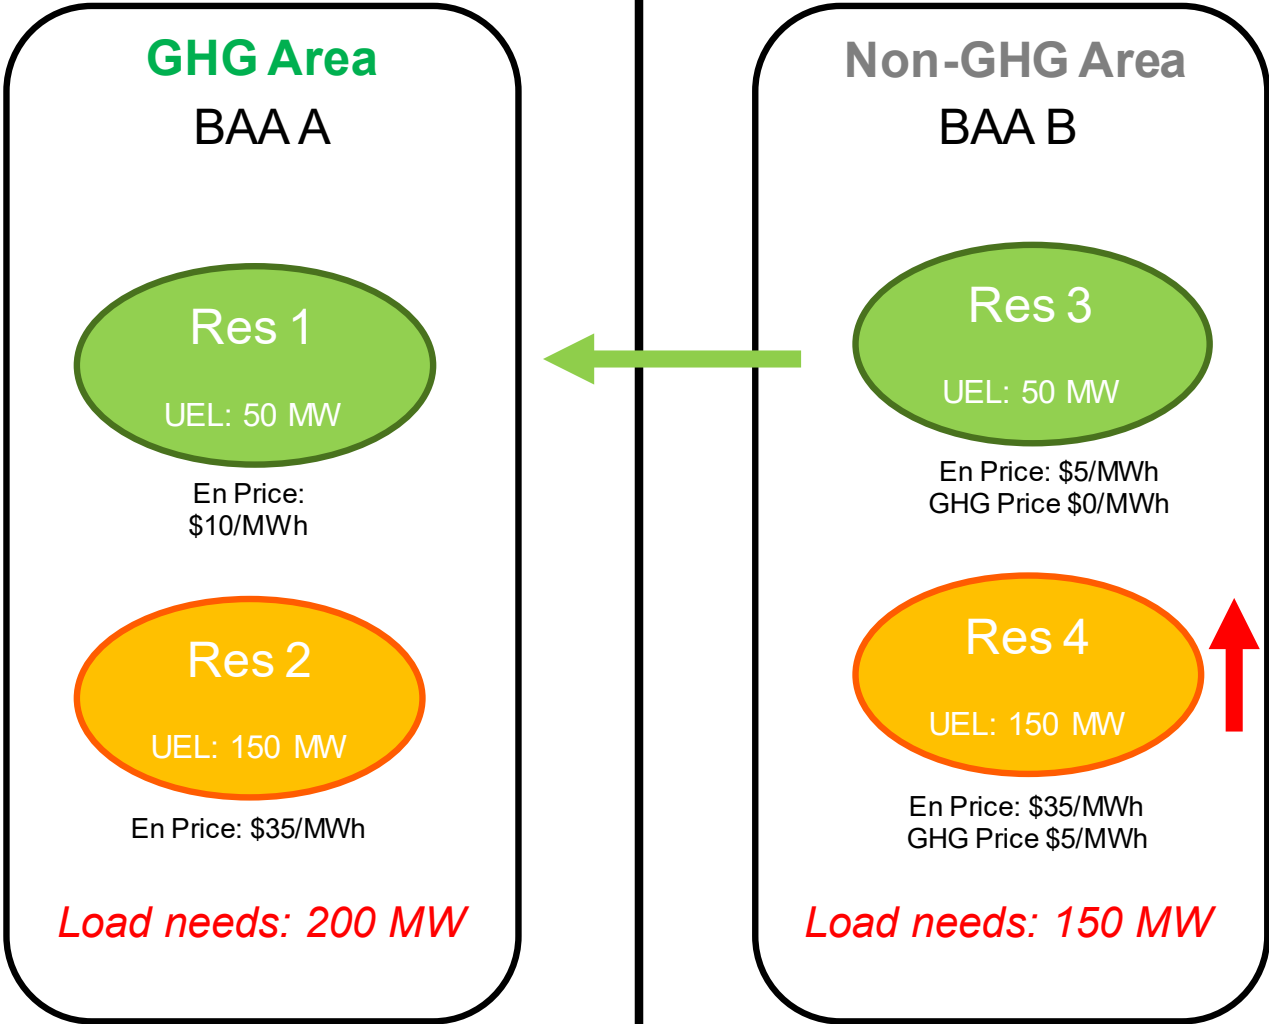 GHG Area
BAA A
Res 1
UEL: 50 MW
En Price:
$10/MWh
Res 2
UEL: 150 MW
En Price: $35/MWh
Load needs: 200 MW
Non-GHG Area
BAA B
Res 3
UEL: 50 MW
En Price: $5/MWh
GHG Price $0/MWh
Res 4
UEL: 150 MW
En Price: $35/MWh
GHG Price $5/MWh
Load needs: 150 MW